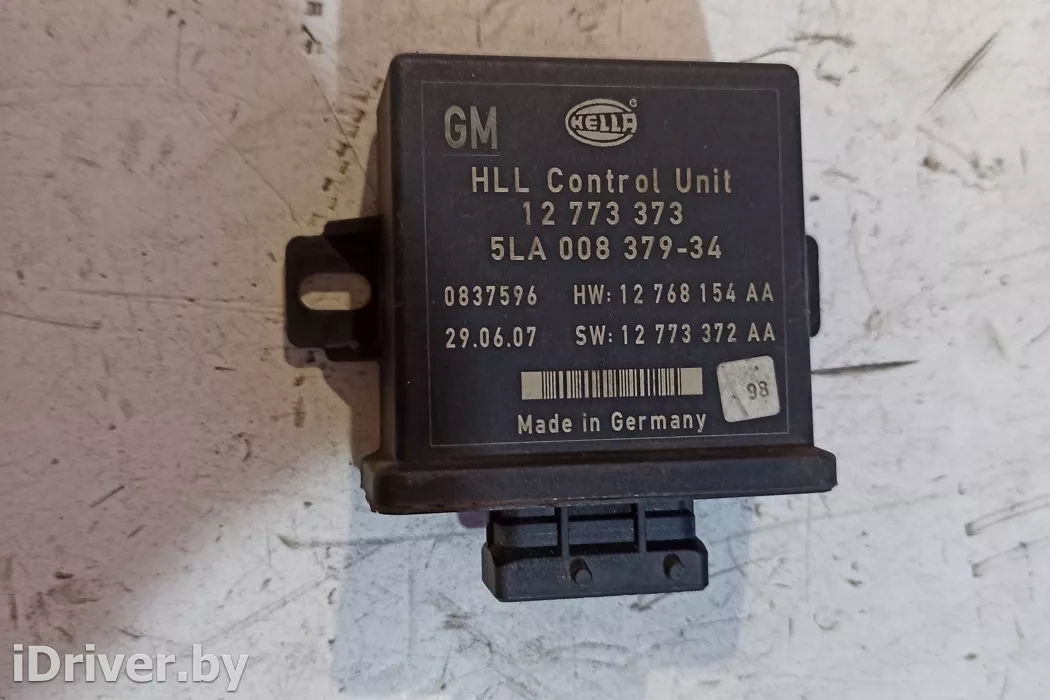 GM HELLA
HLL Control Unit
12 773 373
5LA 008 379-34
0837596 HW: 12 768 154 AA
29.06.07 SW: 12 773 372 AA
98
Made in Germany
iDriver.by